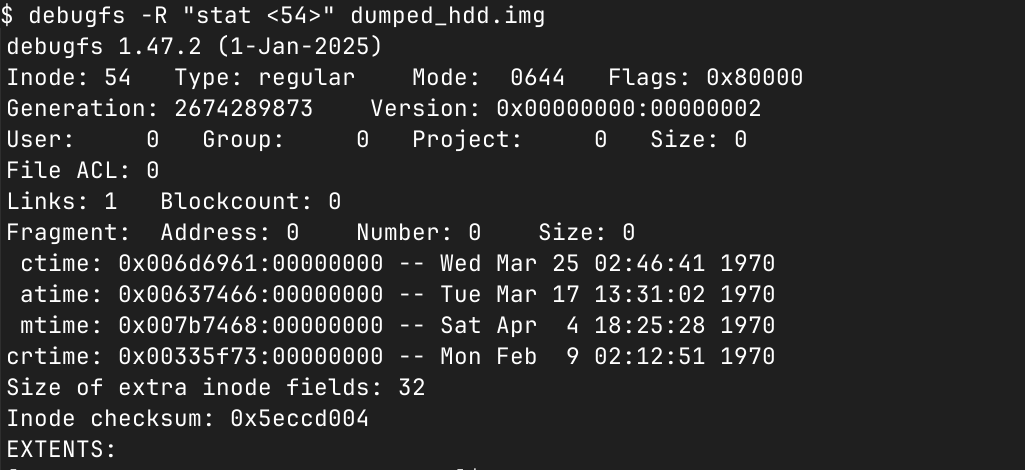 $ debugfs -R "stat <54>" dumped_hdd.img
debugfs 1.47.2 (1-Jan-2025)
Inode: 54   Type: regular    Mode:  0644   Flags: 0x80000
Generation: 2674289873    Version: 0x00000000:00000002
User:     0   Group:     0   Project:     0   Size: 0
File ACL: 0
Links: 1   Blockcount: 0
Fragment:  Address: 0    Number: 0    Size: 0
 ctime: 0x006d6961:00000000 -- Wed Mar 25 02:46:41 1970
 atime: 0x00637466:00000000 -- Tue Mar 17 13:31:02 1970
 mtime: 0x007b7468:00000000 -- Sat Apr  4 18:25:28 1970
crtime: 0x00335f73:00000000 -- Mon Feb  9 02:12:51 1970
Size of extra inode fields: 32
Inode checksum: 0x5eccd004
EXTENTS: